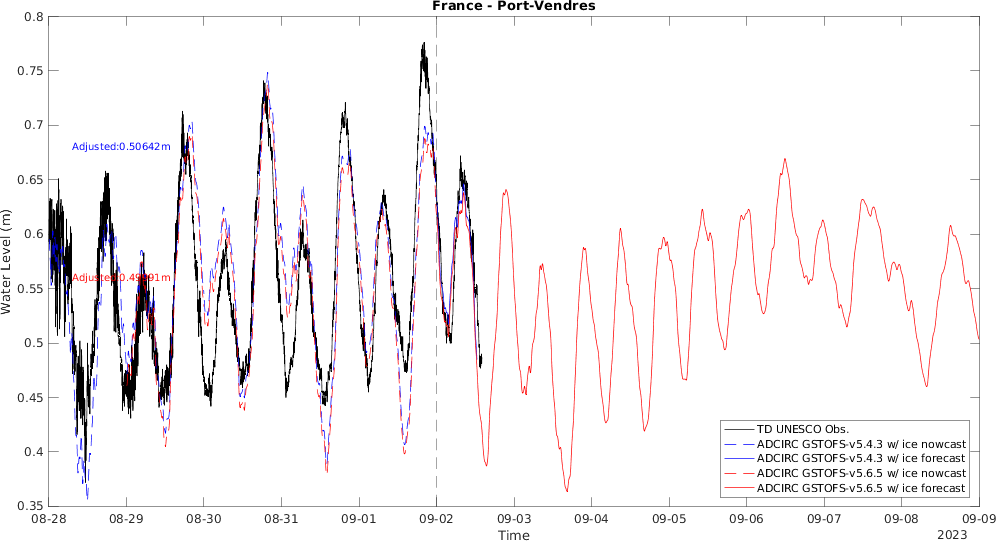 France - Port-Vendres
0.8
0.75
0.7
0.65
0.6
0.55
0.5
0.45
0.4
0.35
Water Level (m)
Adjusted:0.50642m
08-28
08-29
08-30
08-31
09-01
09-02
09-03
09-04
09-05
09-06
09-07
09-08
09-09
Time
2023
TD UNESCO Obs.
ADCIRC GSTOFS-v5.4.3 w/ ice nowcast
ADCIRC GSTOFS-v5.4.3 w/ ice forecast
ADCIRC GSTOFS-v5.6.5 w/ ice nowcast
ADCIRC GSTOFS-v5.6.5 w/ ice forecast